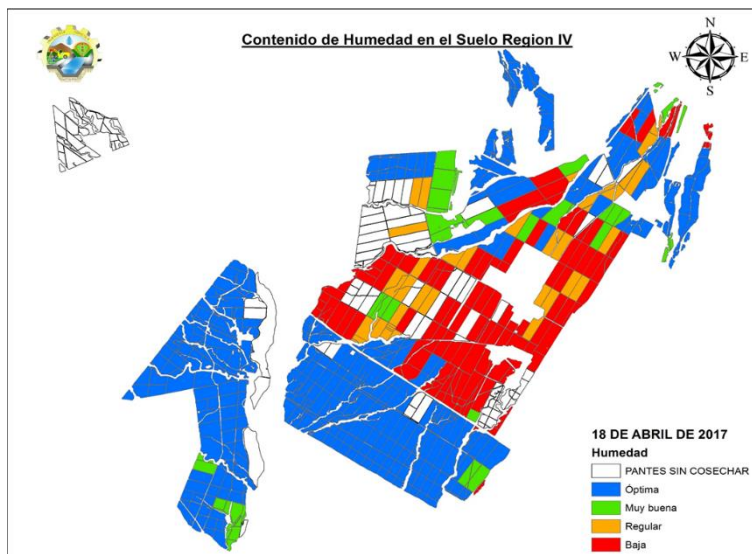 Contenido de Humedad en el Suelo Region IV
N
W
E
S
18 DE ABRIL DE 2017
Humedad
PANTES SIN COSECHAR
Óptima
Muy buena
Regular
Baja